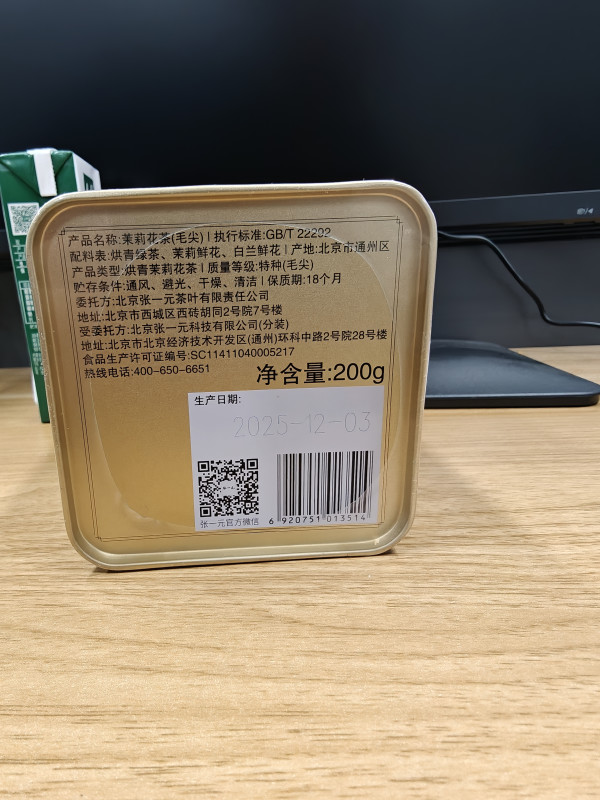 产品名称:茉莉花茶(毛尖) | 执行标准:GB/T 22292
配料表:烘青绿茶、茉莉鲜花、白兰鲜花 | 产地:北京市通州区
产品类型:烘青茉莉花茶 | 质量等级:特种(毛尖)
贮存条件:通风、避光、干燥、清洁 | 保质期:18个月
委托方:北京张一元茶叶有限责任公司
地址:北京市西城区西砖胡同2号院7号楼
受委托方:北京张一元科技有限公司(分装)
地址:北京市北京经济技术开发区(通州)环科中路2号院28号楼
食品生产许可证编号:SC11411040005217
热线电话:400-650-6651
净含量:200g
生产日期:
2025-12-03
张一元官方微信
6 920751 013514